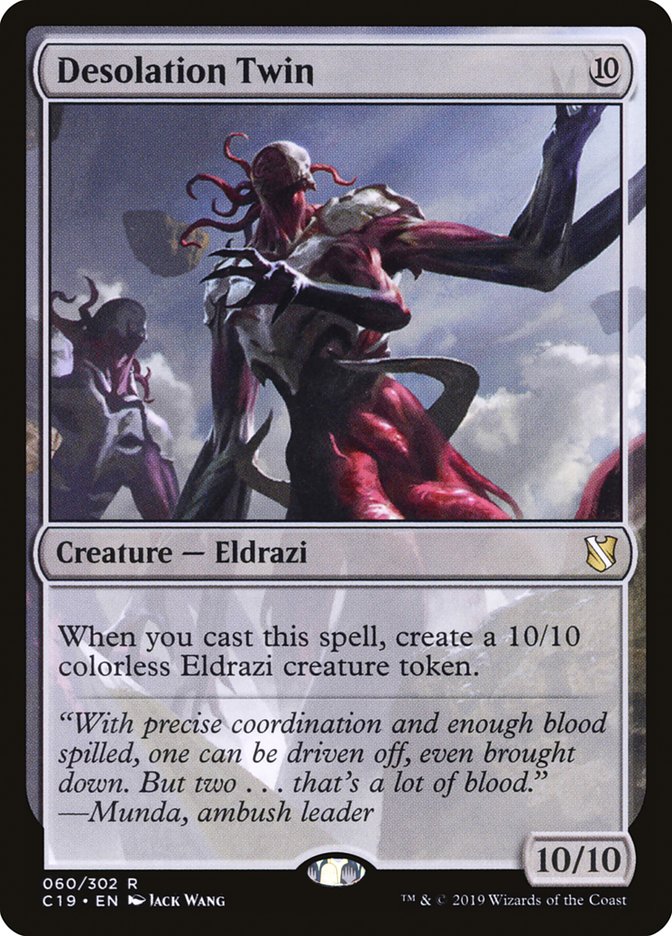 Desolation Twin
10
Creature — Eldrazi
When you cast this spell, create a 10/10
colorless Eldrazi creature token.
“With precise coordination and enough blood
spilled, one can be driven off, even brought
down. But two . . . that’s a lot of blood.”
—Munda, ambush leader
10/10
060/302 R
C19 • EN Jack Wang
™ & © 2019 Wizards of the Coast